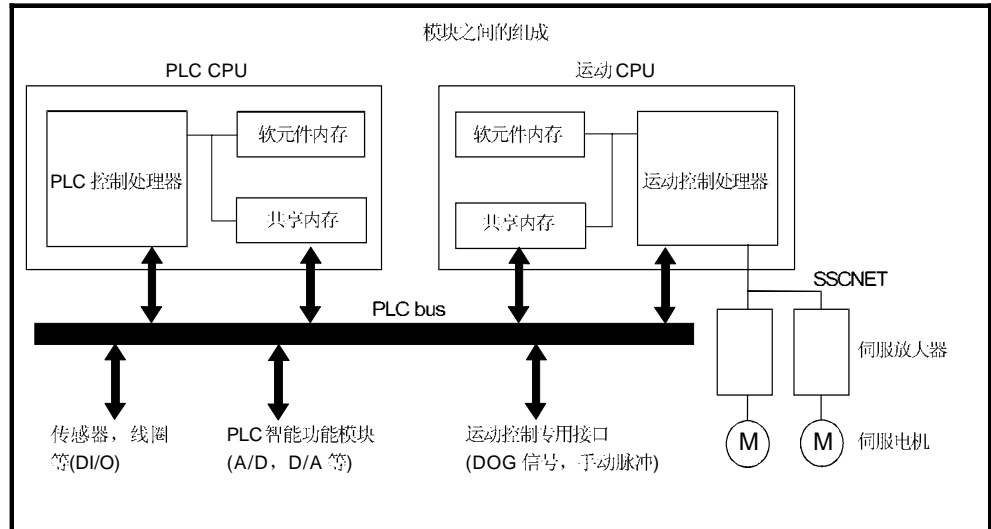 模块之间的组成
PLC CPU
运动 CPU
PLC 控制处理器
软元件内存
共享内存
软元件内存
共享内存
运动控制处理器
SSCNET
PLC bus
伺服放大器
传感器，线圈
等(DI/O)
PLC 智能功能模块
(A/D，D/A 等)
运动控制专用接口
(DOG 信号，手动脉冲)
M
M
伺服电机